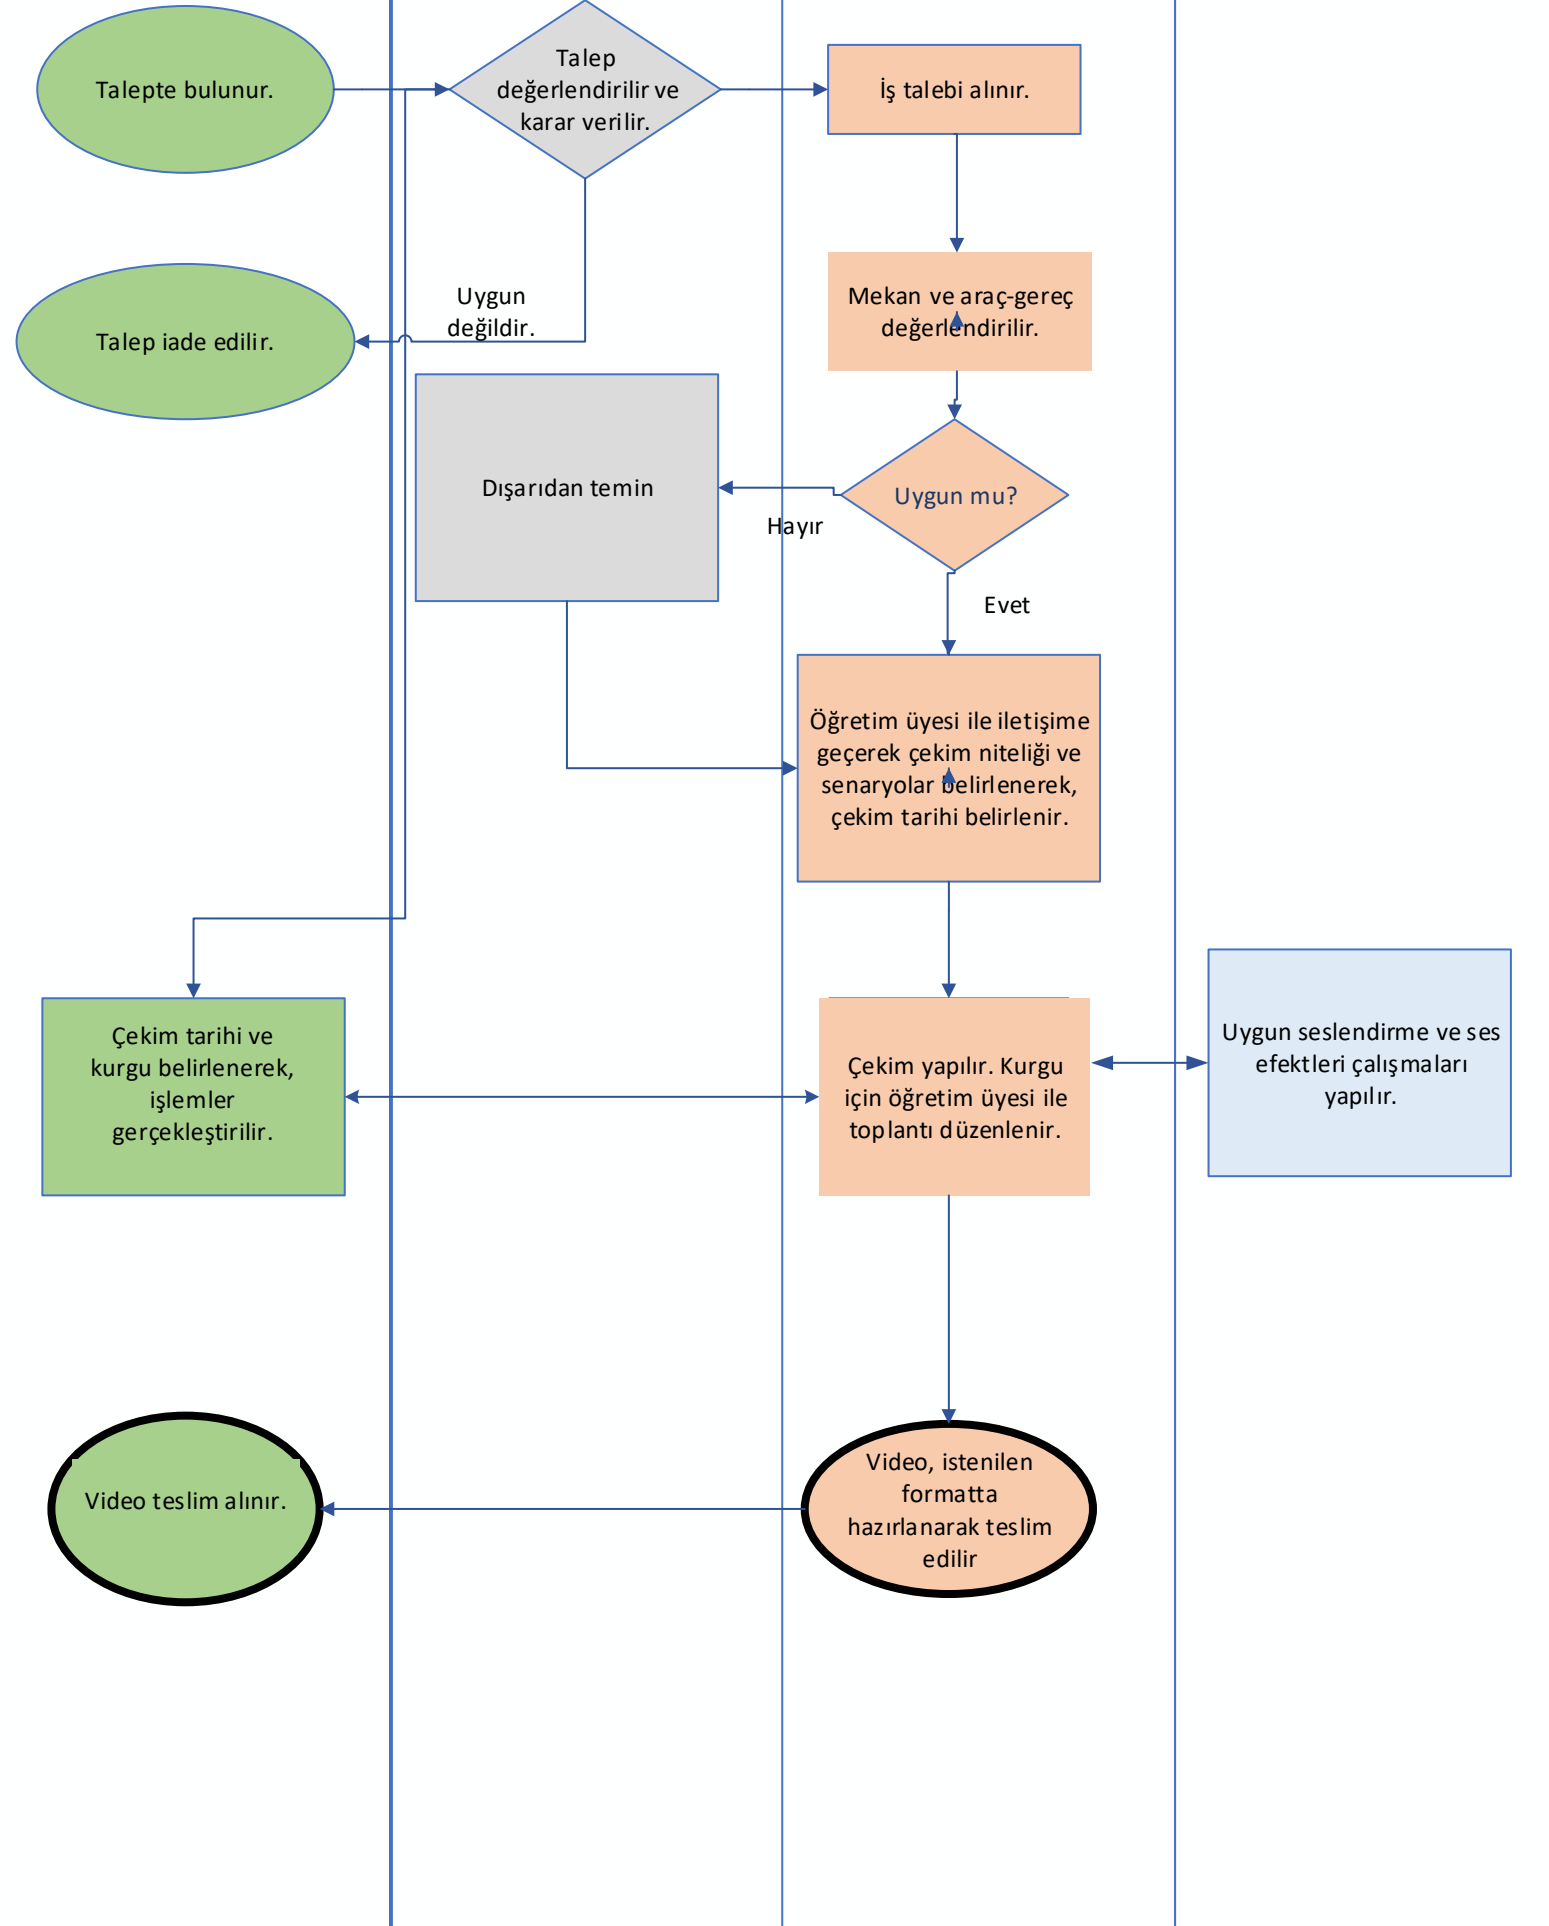 Talepte bulunur.
Talep
değerlendirilir ve
karar verilir.
İş talebi alınır.
Uygun
değildir.
Talep iade edilir.
Mekan ve araç-gereç
değerlendirilir.
Dışarıdan temin
Uygun mu?
Hayır
Evet
Öğretim üyesi ile iletişime
geçerek çekim niteliği ve
senaryolar belirlenerek,
çekim tarihi belirlenir.
Çekim tarihi ve
kurgu belirlenerek,
işlemler
gerçekleştirilir.
Çekim yapılır. Kurgu
için öğretim üyesi ile
toplantı düzenlenir.
Uygun seslendirme ve ses
efektleri çalışmaları
yapılır.
Video teslim alınır.
Video, istenilen
formatta
hazırlanarak teslim
edilir